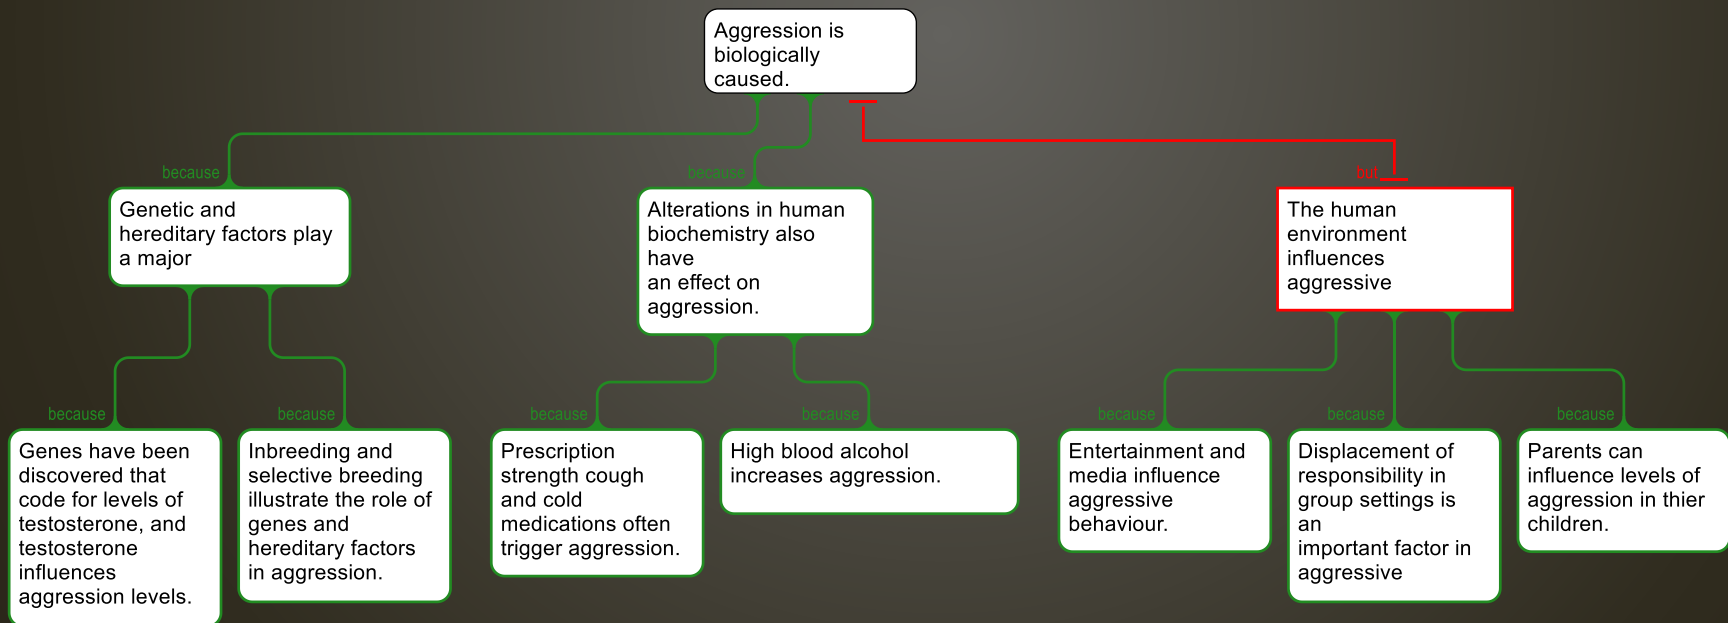 Aggression is
biologically
caused.
because
because
but
Genetic and
hereditary factors play
a major
Alterations in human
biochemistry also
have
an effect on
aggression.
The human
environment
influences
aggressive
because
because
because
because
because
because
because
Genes have been
discovered that
code for levels of
testosterone, and
testosterone
influences
aggression levels.
Inbreeding and
selective breeding
illustrate the role of
genes and
hereditary factors
in aggression.
Prescription
strength cough
and cold
medications often
trigger aggression.
High blood alcohol
increases aggression.
Entertainment and
media influence
aggressive
behaviour.
Displacement of
responsibility in
group settings is
an
important factor in
aggressive
Parents can
influence levels of
aggression in thier
children.